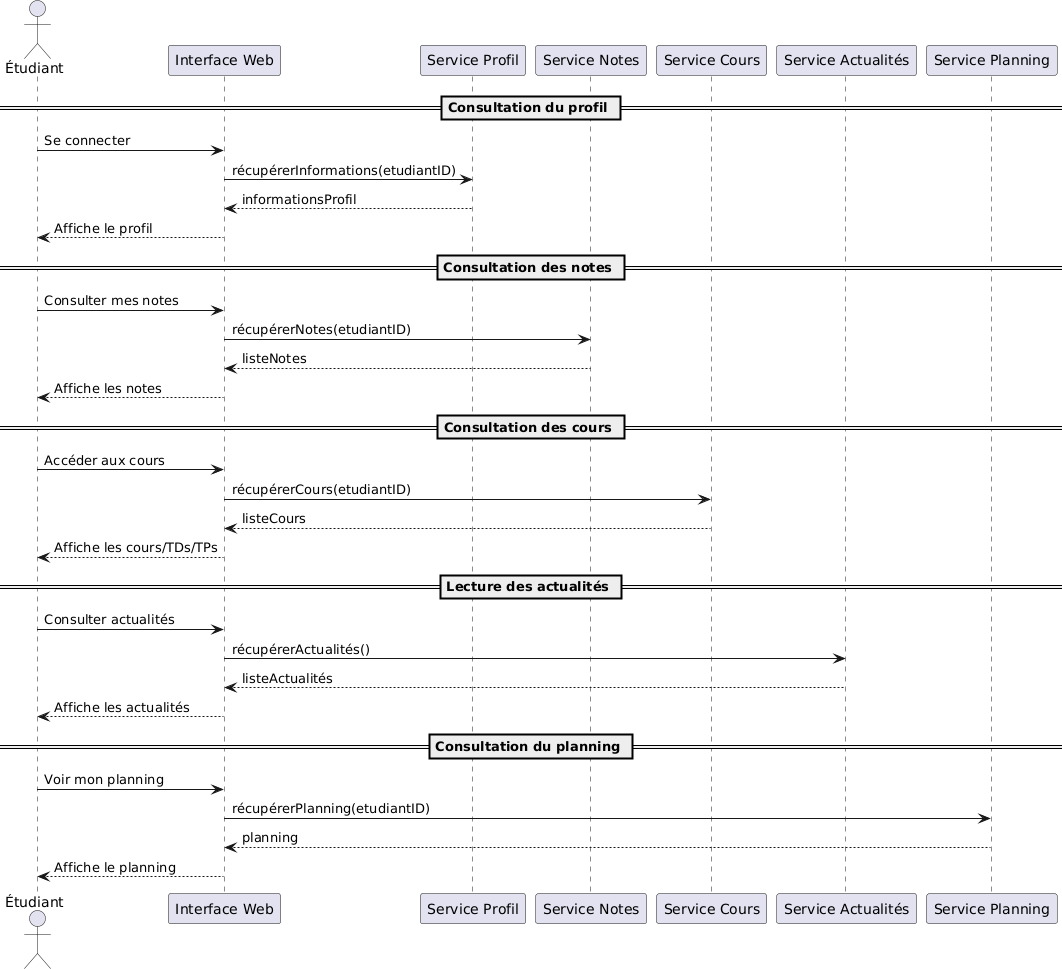 Étudiant
Interface Web
Service Profil
Service Notes
Service Cours
Service Actualités
Service Planning
Consultation du profil
Se connecter
récupérerInformations(etudiantID)
informationsProfil
Affiche le profil
Consultation des notes
Consulter mes notes
récupérerNotes(etudiantID)
listeNotes
Affiche les notes
Consultation des cours
Accéder aux cours
récupérerCours(etudiantID)
listeCours
Affiche les cours/TDs/TPs
Lecture des actualités
Consulter actualités
récupérerActualités()
listeActualités
Affiche les actualités
Consultation du planning
Voir mon planning
récupérerPlanning(etudiantID)
planning
Affiche le planning
Étudiant
Interface Web
Service Profil
Service Notes
Service Cours
Service Actualités
Service Planning